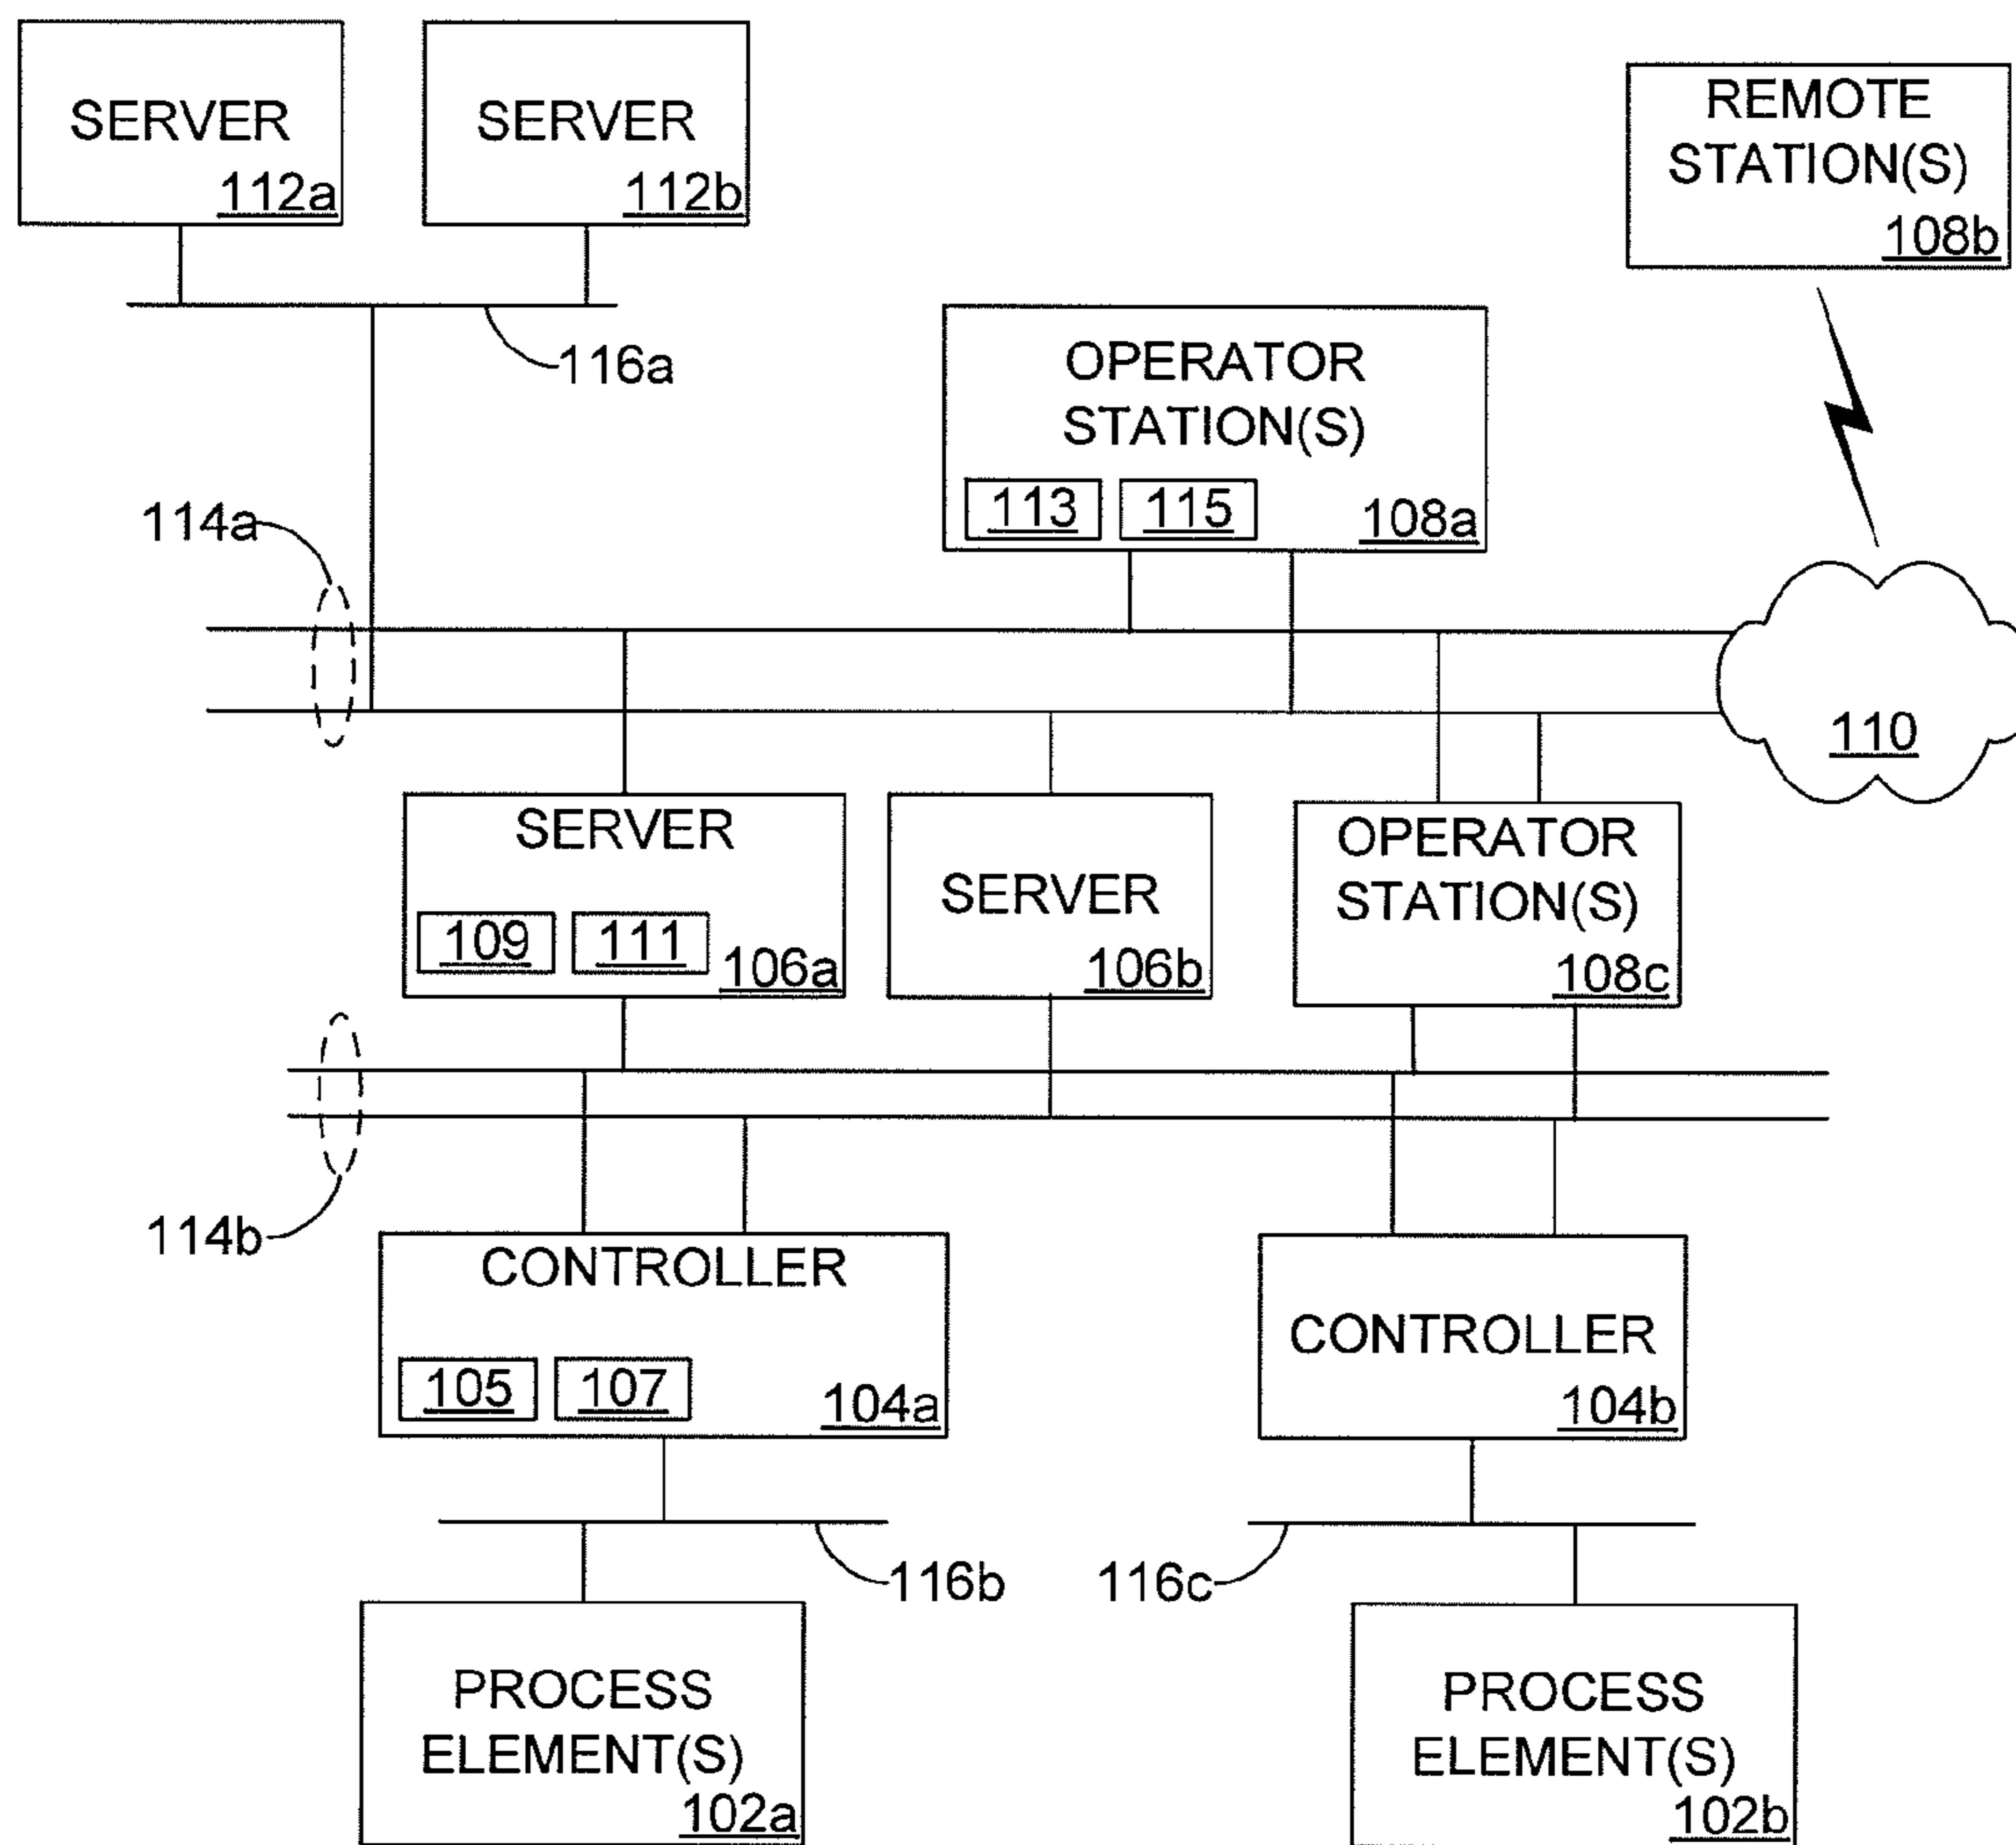 SERVER
112a
SERVER
112b
REMOTE
STATION(S)
108b
116a
OPERATOR
STATION(S)
113
115
108a
114a
110
SERVER
109
111
106a
SERVER
106b
OPERATOR
STATION(S)
108c
114b
CONTROLLER
105
107
104a
CONTROLLER
104b
116b
116c
PROCESS
ELEMENT(S)
102a
PROCESS
ELEMENT(S)
102b